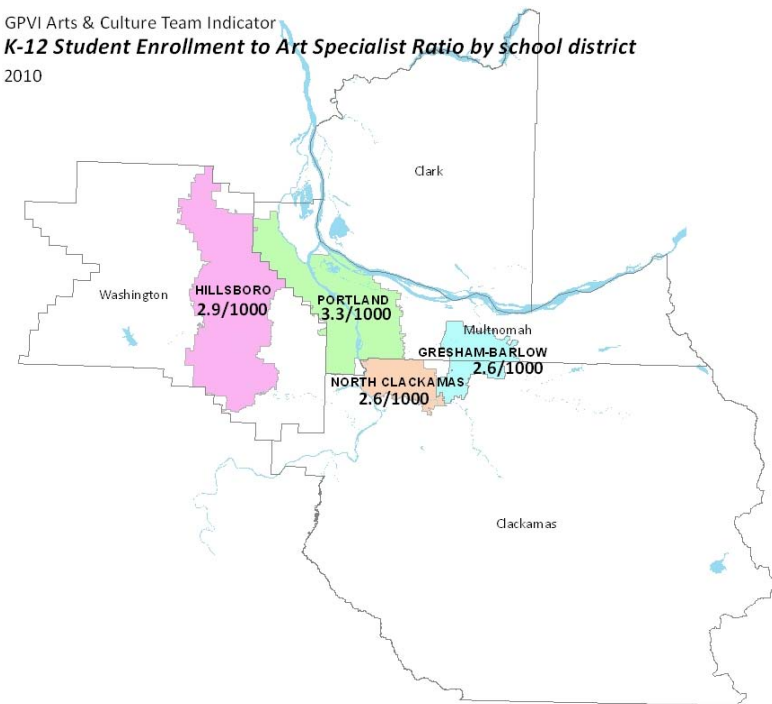 GPVI Arts & Culture Team Indicator
K-12 Student Enrollment to Art Specialist Ratio by school district
2010
Clark
Washington
HILLSBORO
2.9/1000
PORTLAND
3.3/1000
Multnomah
GRESHAM-BARLOW
2.6/1000
NORTH CLACKAMAS
2.6/1000
Clackamas